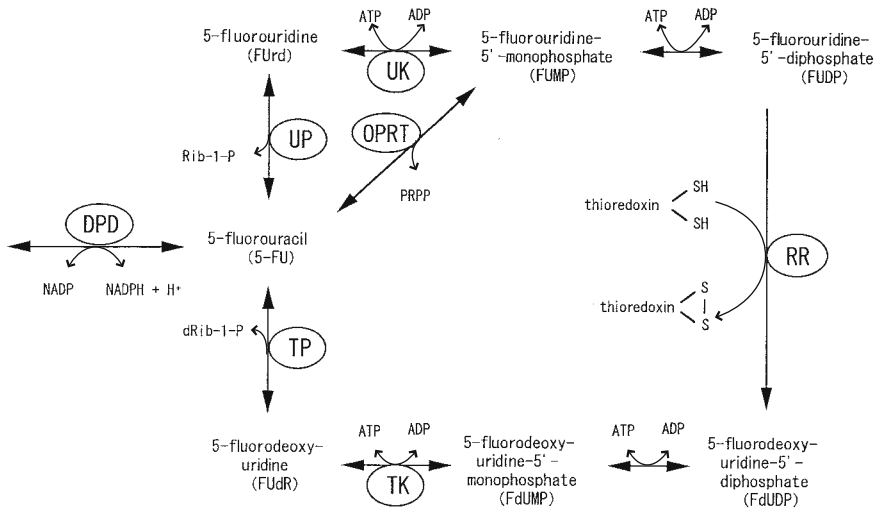 ATP
ADP
ATP
ADP
5-fluorouridine
(FUrd)
UK
5-fluorouridine-
5'-monophosphate
(FUMP)
5-fluorouridine-
5'-diphosphate
(FUDP)
UP
OPRT
Rib-1-P
PRPP
thioredoxin
SH
SH
DPD
NADP
NADPH + H⁺
5-fluorouracil
(5-FU)
RR
thioredoxin
S
S
dRib-1-P
TP
ATP
ADP
ATP
ADP
5-fluorodeoxy-
uridine
(FUdR)
TK
5-fluorodeoxy-
uridine-5'-
monophosphate
(FdUMP)
5-fluorodeoxy-
uridine-5'-
diphosphate
(FdUDP)